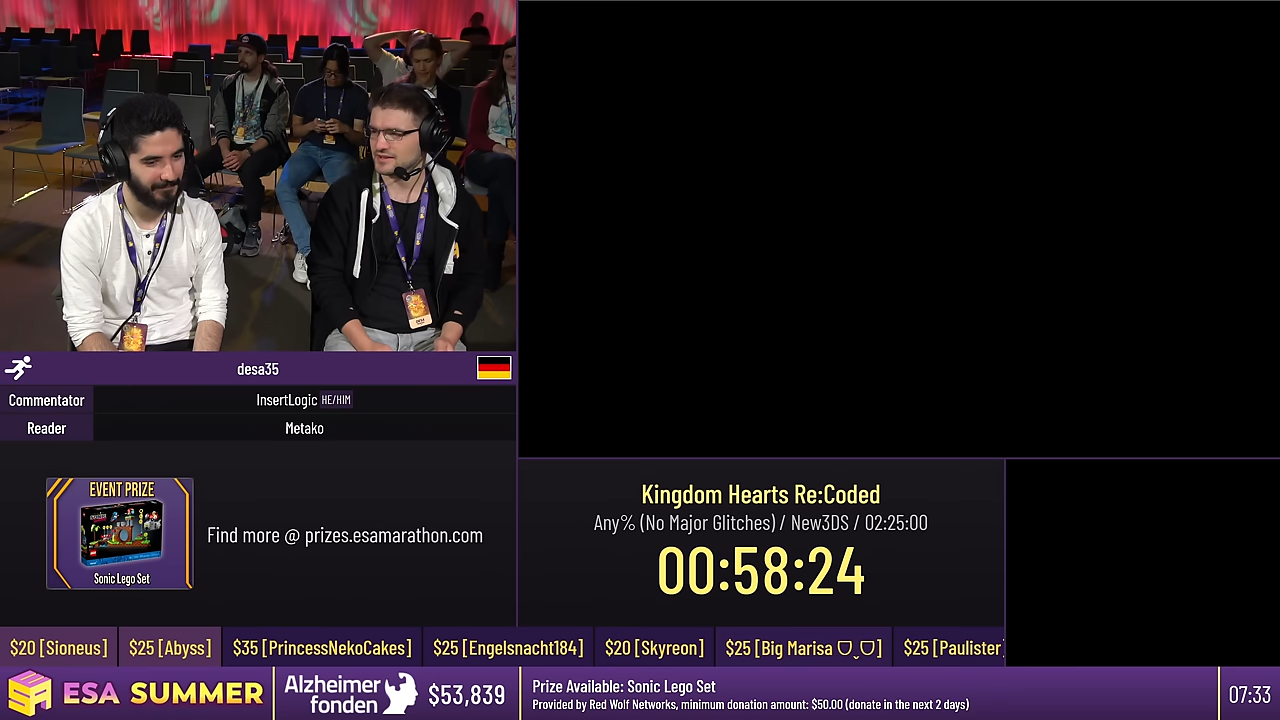 desa35
Commentator
InsertLogic HE/HIM
Reader
Metako
EVENT PRIZE
Sonic Lego Set
Find more @ prizes.esamarathon.com
Kingdom Hearts Re:Coded
Any% (No Major Glitches) / New3DS / 02:25:00
00:58:24
$20 [Sioneus]
$25 [Abyss]
$35 [PrincessNekoCakes]
$25 [Engelsnacht184]
$20 [Skyreon]
$25 [Big Marisa ᗜˬᗜ]
$25 [Paulister]
ESA SUMMER
Alzheimer
fonden
$53,839
Prize Available: Sonic Lego Set
Provided by Red Wolf Networks, minimum donation amount: $50.00 (donate in the next 2 days)
07:33